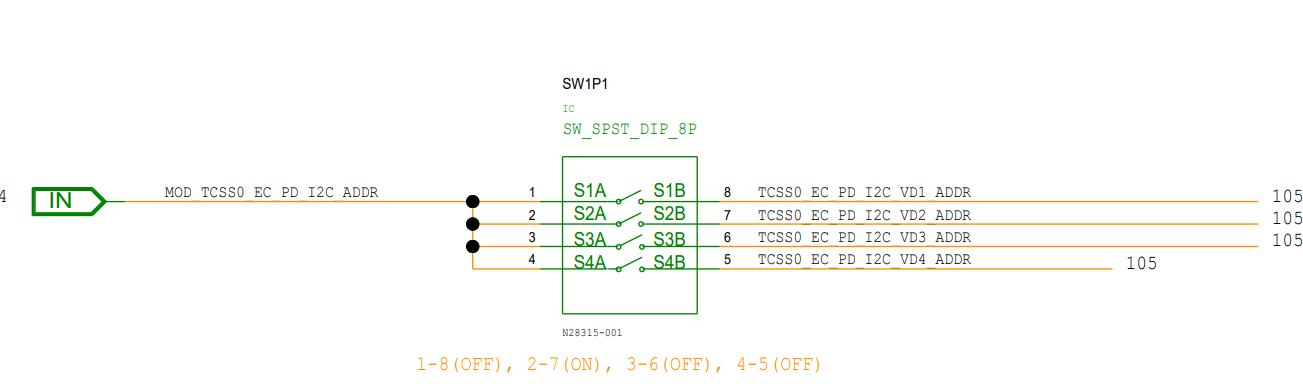 SW1P1
IC
SW_SPST_DIP_8P
4 IN MOD_TCSS0_EC_PD_I2C_ADDR 1 S1A S1B 8 TCSS0_EC_PD_I2C_VD1_ADDR 105
2 S2A S2B 7 TCSS0_EC_PD_I2C_VD2_ADDR 105
3 S3A S3B 6 TCSS0_EC_PD_I2C_VD3_ADDR 105
4 S4A S4B 5 TCSS0_EC_PD_I2C_VD4_ADDR 105
N28315-001
1-8(OFF), 2-7(ON), 3-6(OFF), 4-5(OFF)